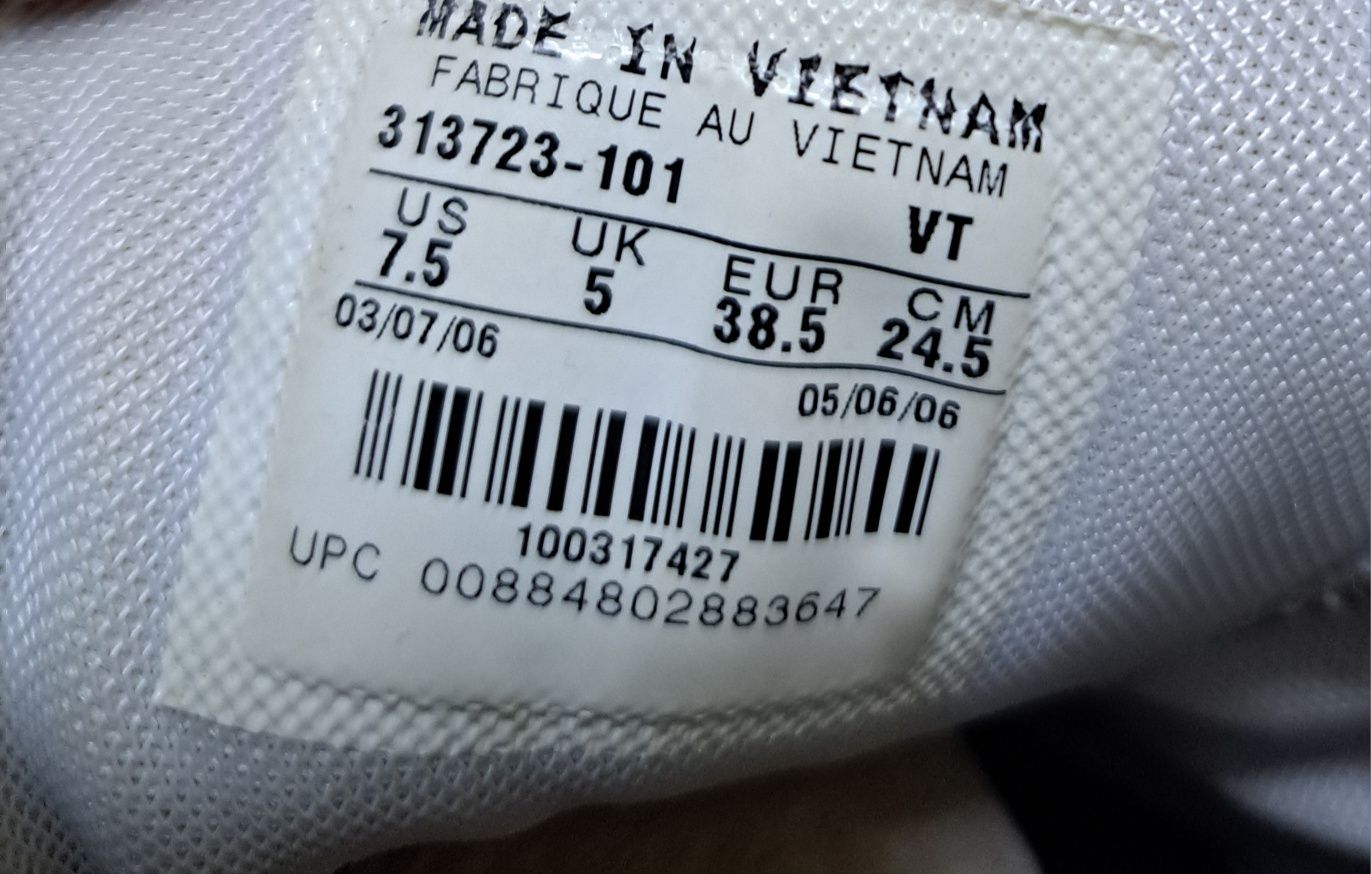 MADE IN VIETNAM
FABRIQUE AU VIETNAM
313723-101 VT
US UK EUR CM
7.5 5 38.5 24.5
03/07/06 05/06/06
100317427
UPC 00884802883647